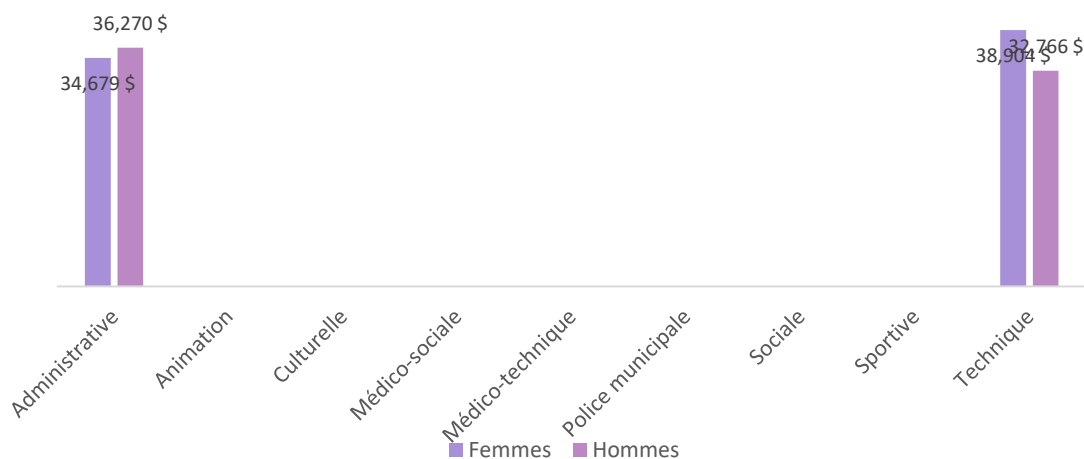 36,270 $
34,679 $
32,766 $
38,904 $
Administrative
Animation
Culturelle
Médico-sociale
Médico-technique
Police municipale
Sociale
Sportive
Technique
Femmes Hommes